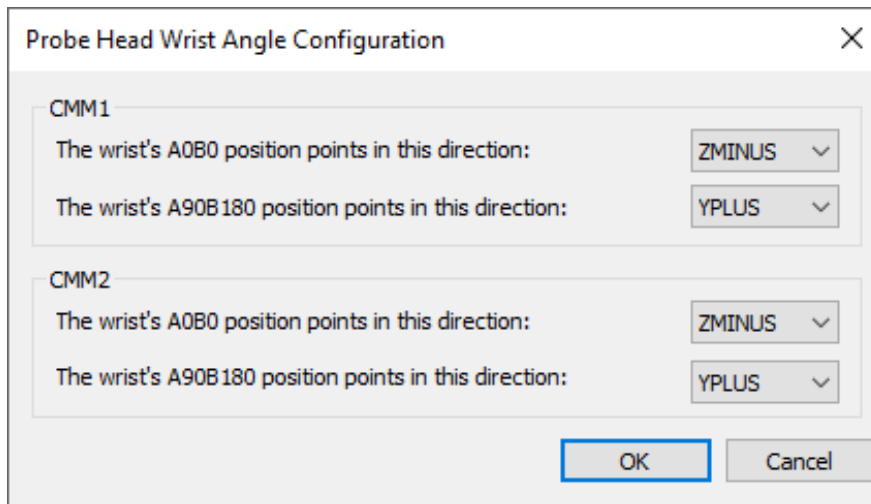 Probe Head Wrist Angle Configuration
CMM1
The wrist's A0B0 position points in this direction: ZMINUS
The wrist's A90B180 position points in this direction: YPLUS
CMM2
The wrist's A0B0 position points in this direction: ZMINUS
The wrist's A90B180 position points in this direction: YPLUS
OK Cancel